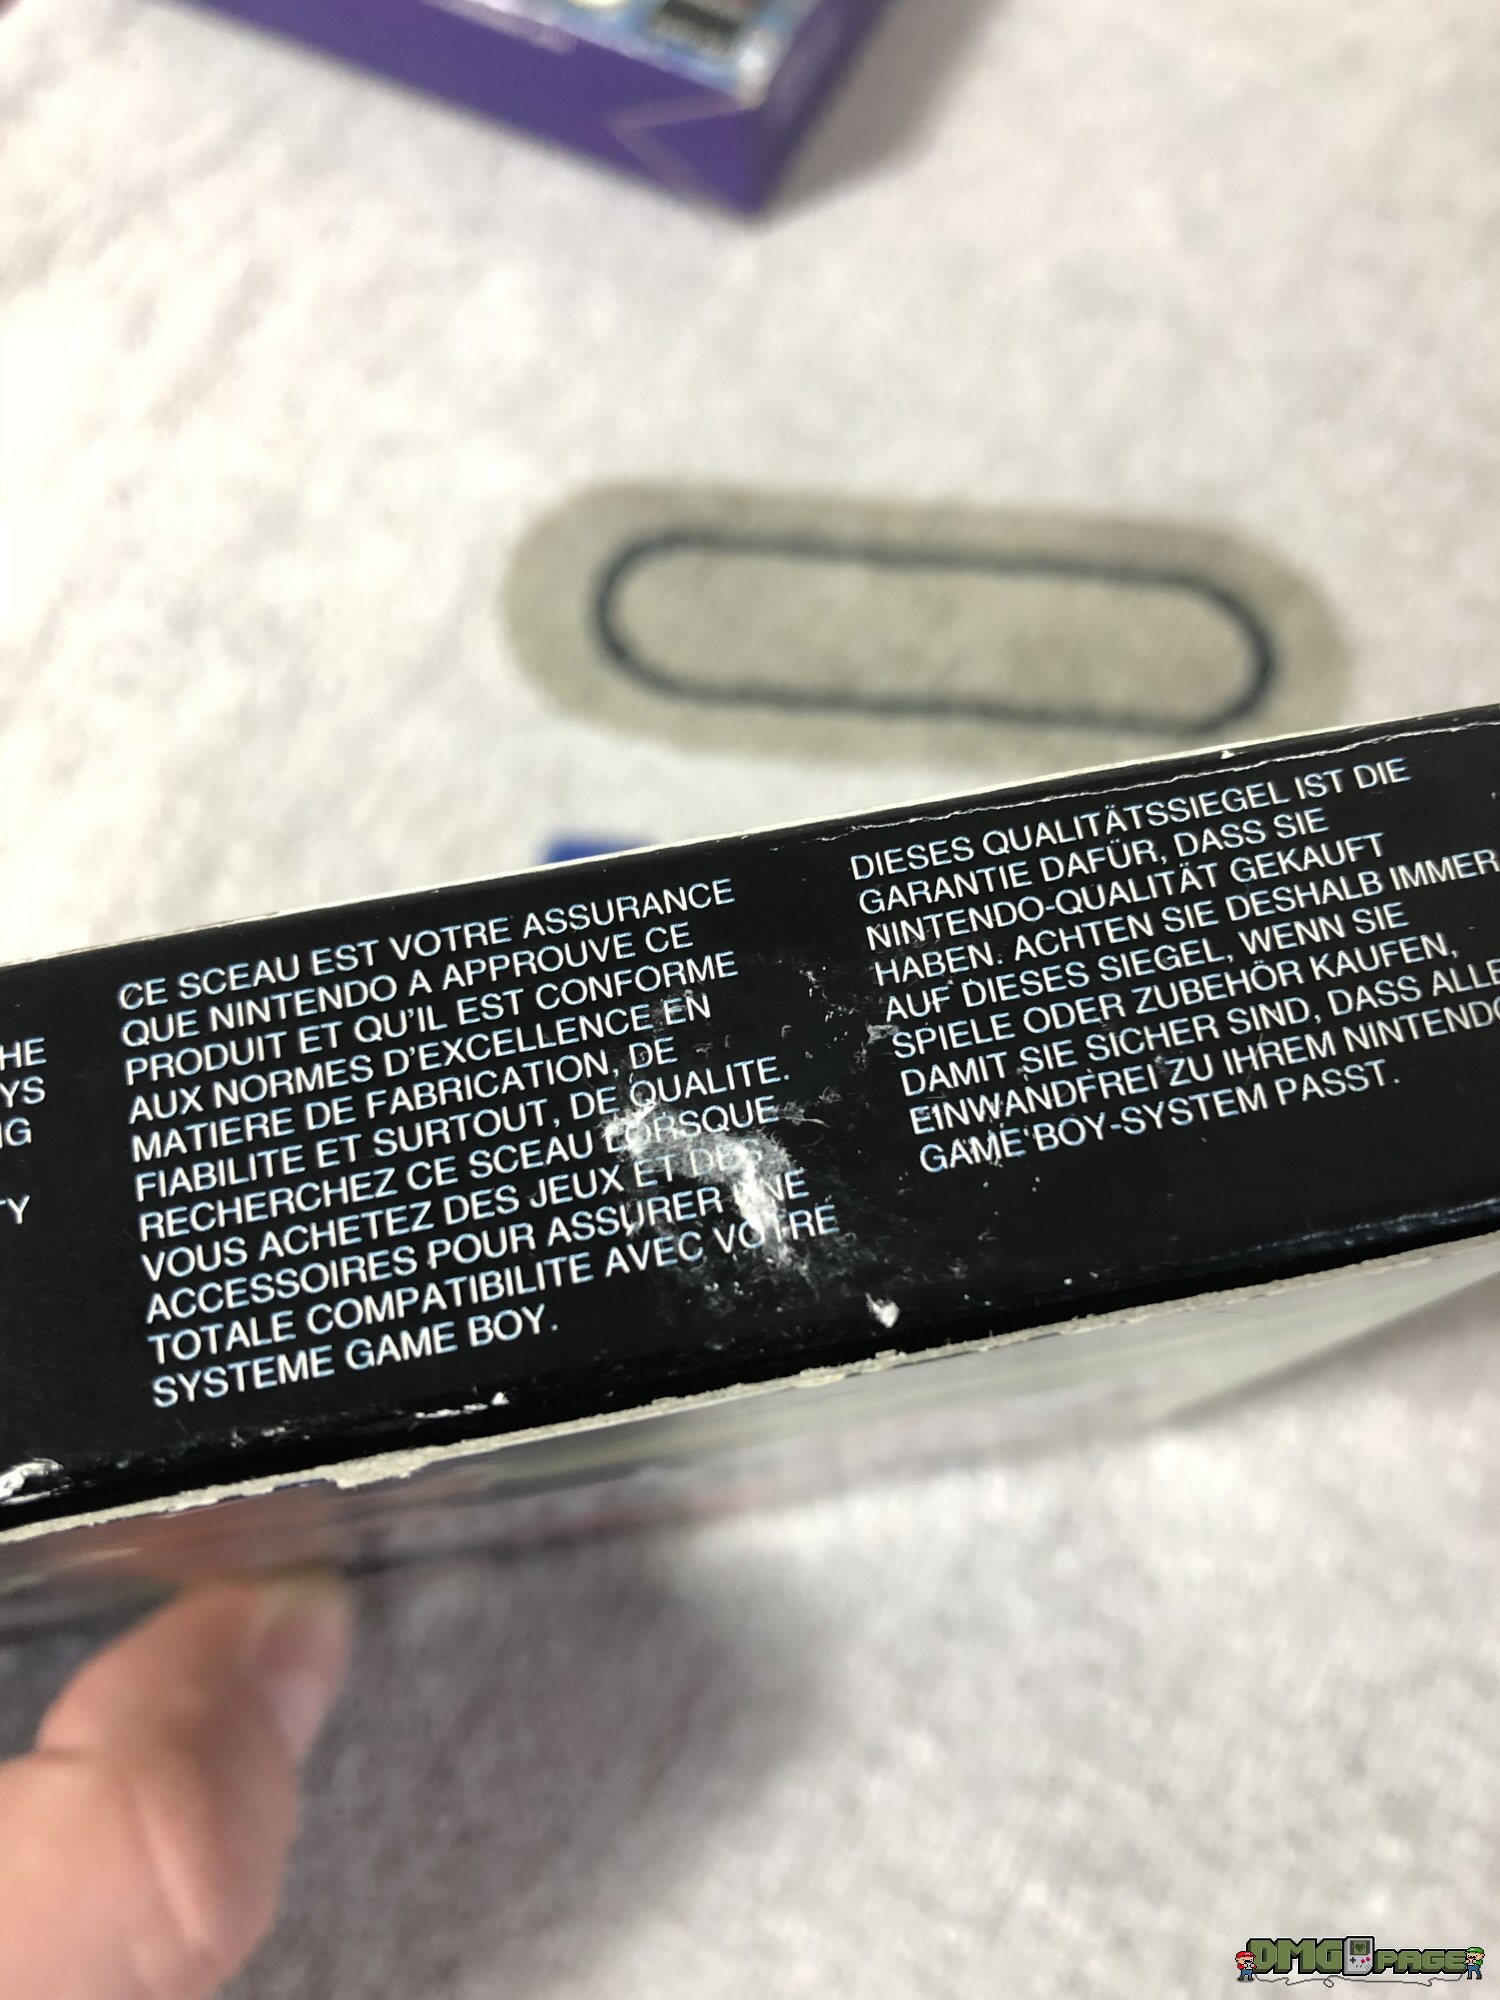 HE
YS
TY
CE SCEAU EST VOTRE ASSURANCE
QUE NINTENDO A APPROUVE CE
PRODUIT ET QU'IL EST CONFORME
AUX NORMES D'EXCELLENCE EN
MATIERE DE FABRICATION, DE
FIABILITE ET SURTOUT, DE QUALITE.
RECHERCHEZ CE SCEAU LORSQUE
VOUS ACHETEZ DES JEUX ET DES
ACCESSOIRES POUR ASSURER UNE
TOTALE COMPATIBILITE AVEC VOTRE
SYSTEME GAME BOY.
DIESES QUALITÄTSSIEGEL IST DIE
GARANTIE DAFÜR, DASS SIE
NINTENDO-QUALITÄT GEKAUFT
HABEN. ACHTEN SIE DESHALB IMMER
AUF DIESES SIEGEL, WENN SIE
SPIELE ODER ZUBEHÖR KAUFEN,
DAMIT SIE SICHER SIND, DASS ALLE
EINWANDFREI ZU IHREM NINTENDO
GAME BOY-SYSTEM PASST.
DMG PAGE